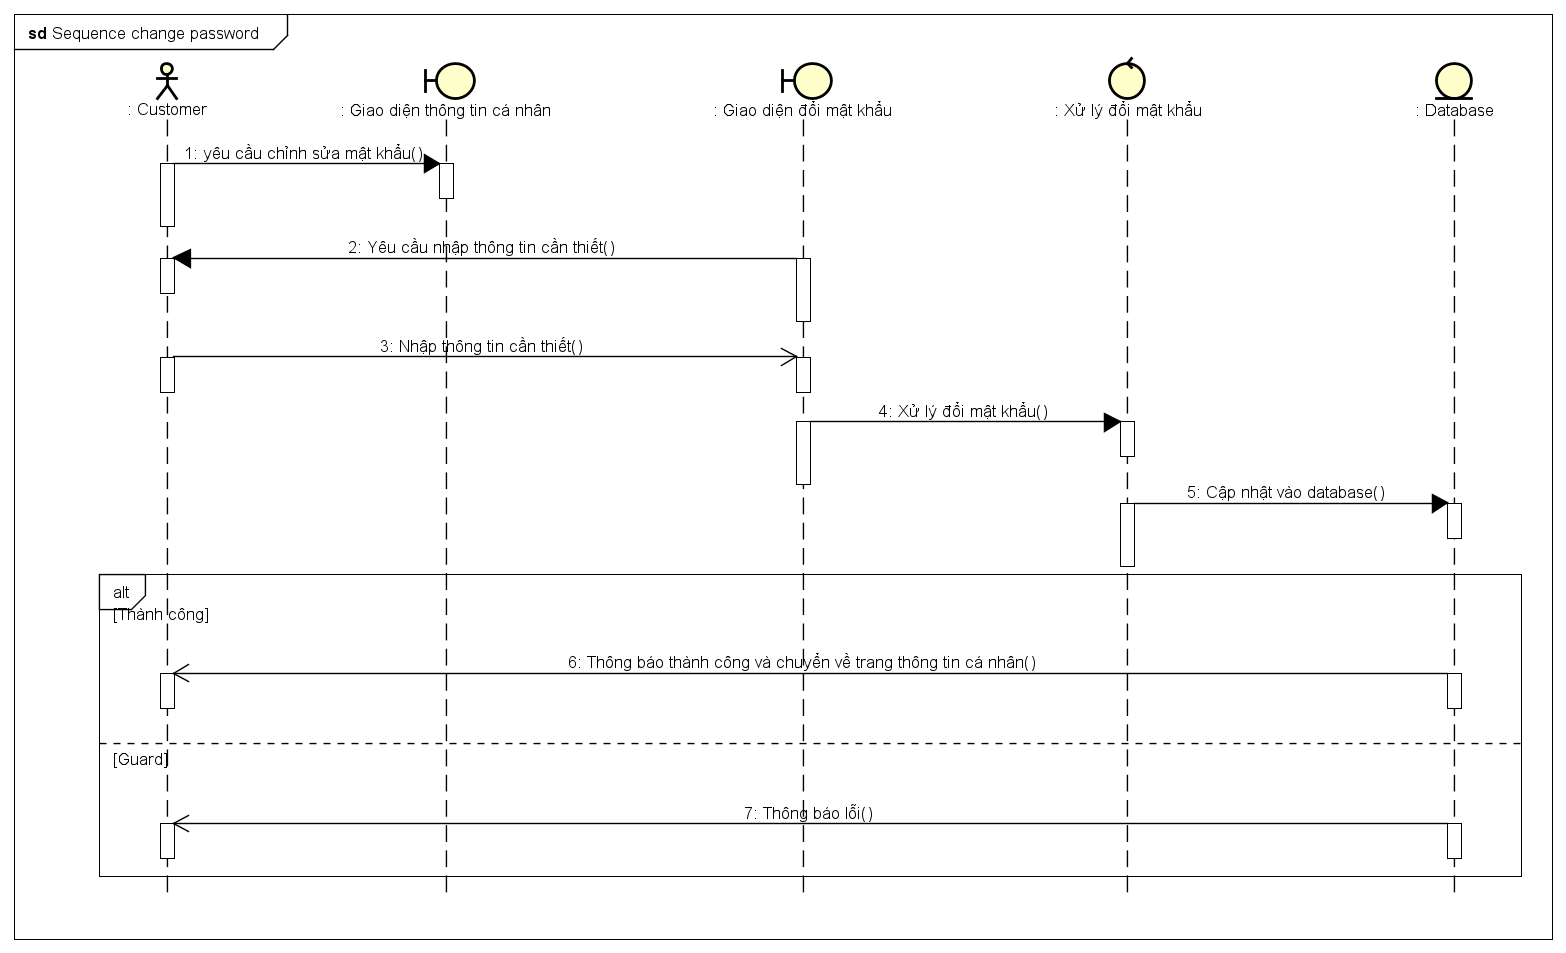 sd Sequence change password
: Customer
: Giao diện thông tin cá nhân
: Giao diện đổi mật khẩu
: Xử lý đổi mật khẩu
: Database
1: yêu cầu chỉnh sửa mật khẩu()
2: Yêu cầu nhập thông tin cần thiết()
3: Nhập thông tin cần thiết()
4: Xử lý đổi mật khẩu()
5: Cập nhật vào database()
alt
[Thành công]
6: Thông báo thành công và chuyển về trang thông tin cá nhân()
[Guard]
7: Thông báo lỗi()